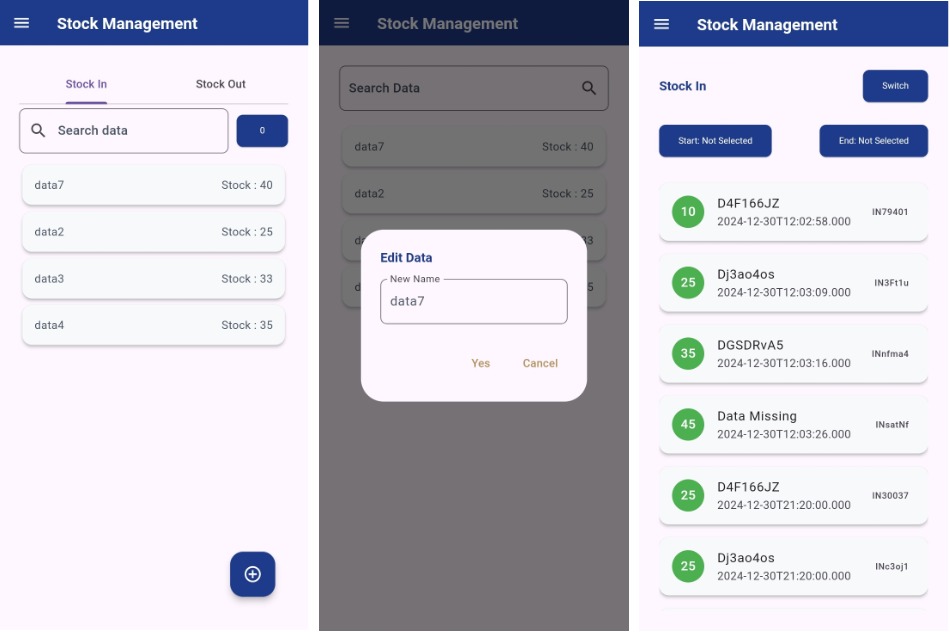 Stock Management
Stock In Stock Out
Search data 0
data7 Stock : 40
data2 Stock : 25
data3 Stock : 33
data4 Stock : 35
Stock Management
Search Data
data7 Stock : 40
data2 Stock : 25
d 33
d 5
Edit Data
New Name
data7
Yes Cancel
Stock Management
Stock In Switch
Start: Not Selected End: Not Selected
10 D4F166JZ IN79401
2024-12-30T12:02:58.000
25 Dj3ao4os IN3Ft1u
2024-12-30T12:03:09.000
35 DGSDRvA5 INnfma4
2024-12-30T12:03:16.000
45 Data Missing INsatNf
2024-12-30T12:03:26.000
25 D4F166JZ IN30037
2024-12-30T21:20:00.000
25 Dj3ao4os INc3oj1
2024-12-30T21:20:00.000